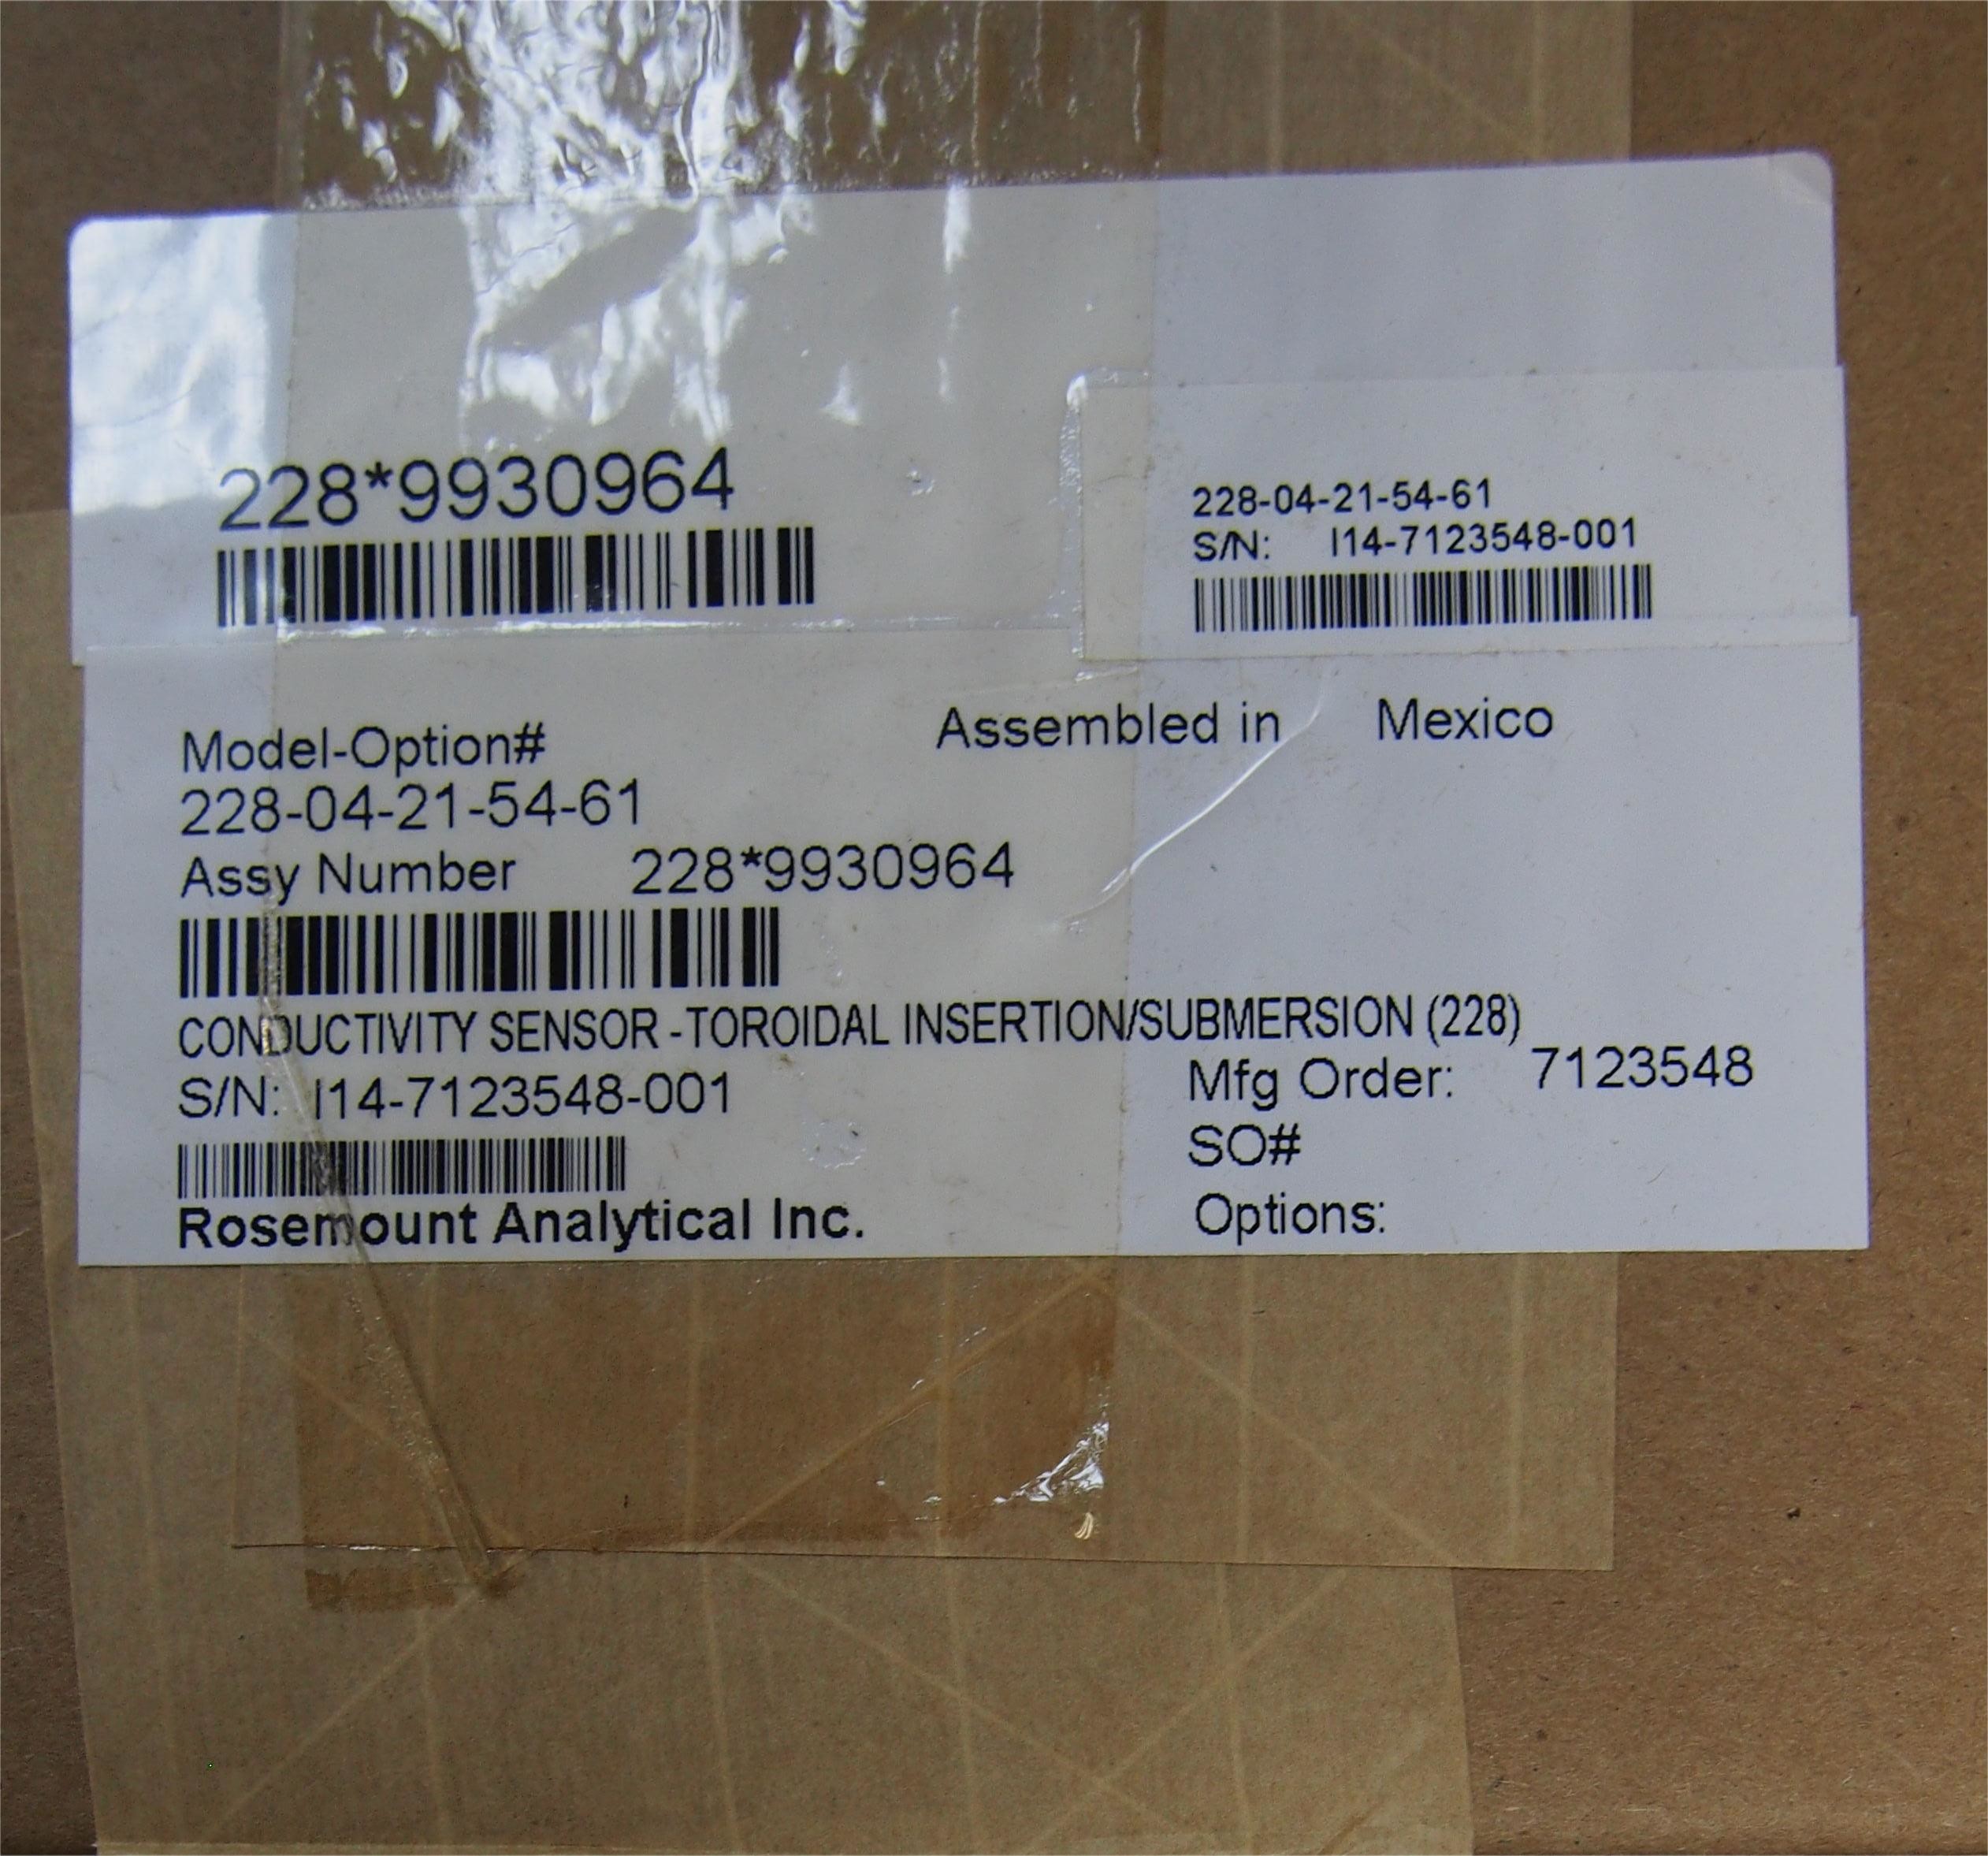 228*9930964
228-04-21-54-61
S/N: I14-7123548-001
Model-Option#
Assembled in Mexico
228-04-21-54-61
Assy Number 228*9930964
CONDUCTIVITY SENSOR -TOROIDAL INSERTION/SUBMERSION (228)
S/N: I14-7123548-001
Mfg Order: 7123548
SO#
Rosemount Analytical Inc.
Options: